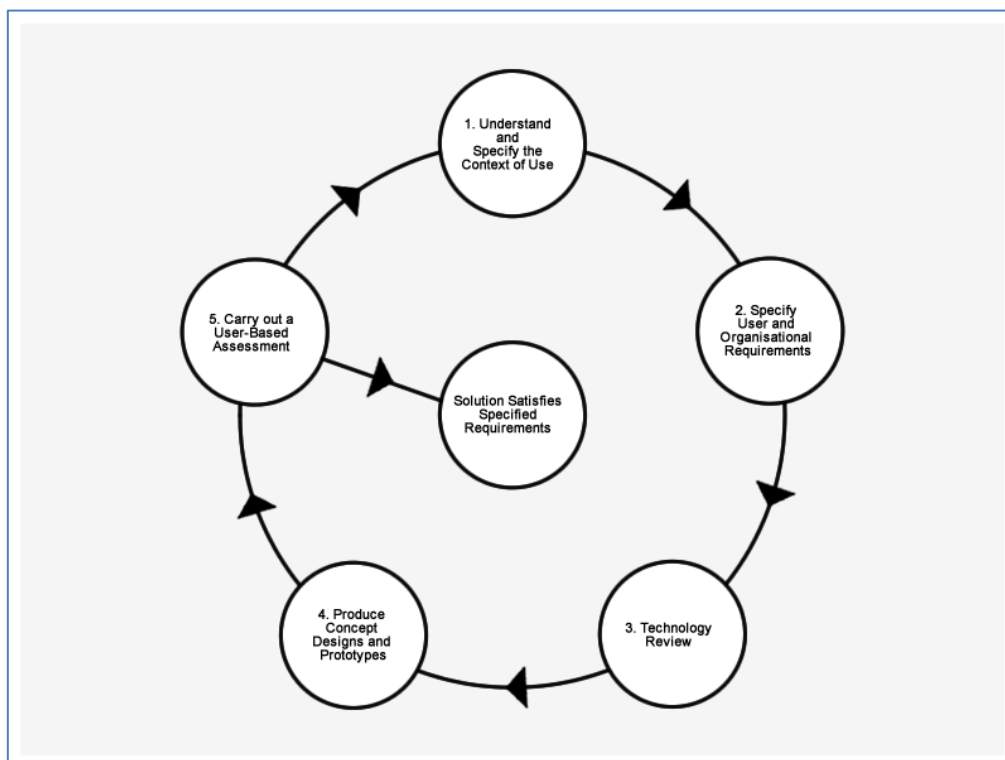 1. Understand
and
Specify the
Context of Use
2. Specify
User and
Organisational
Requirements
3. Technology
Review
4. Produce
Concept
Designs and
Prototypes
5. Carry out a
User-Based
Assessment
Solution Satisfies
Specified
Requirements